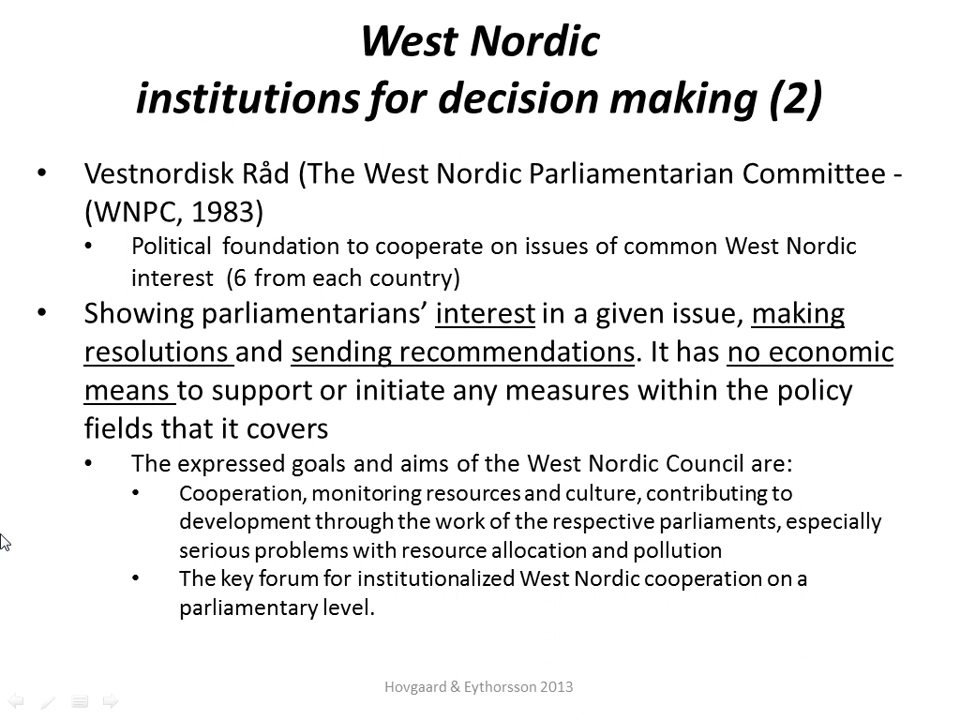 West Nordic
institutions for decision making (2)
• Vestnordisk Råd (The West Nordic Parliamentarian Committee -
(WNPC, 1983)
• Political foundation to cooperate on issues of common West Nordic
interest (6 from each country)
• Showing parliamentarians’ interest in a given issue, making
resolutions and sending recommendations. It has no economic
means to support or initiate any measures within the policy
fields that it covers
• The expressed goals and aims of the West Nordic Council are:
• Cooperation, monitoring resources and culture, contributing to
development through the work of the respective parliaments, especially
serious problems with resource allocation and pollution
• The key forum for institutionalized West Nordic cooperation on a
parliamentary level.
Hovgaard & Eythorsson 2013